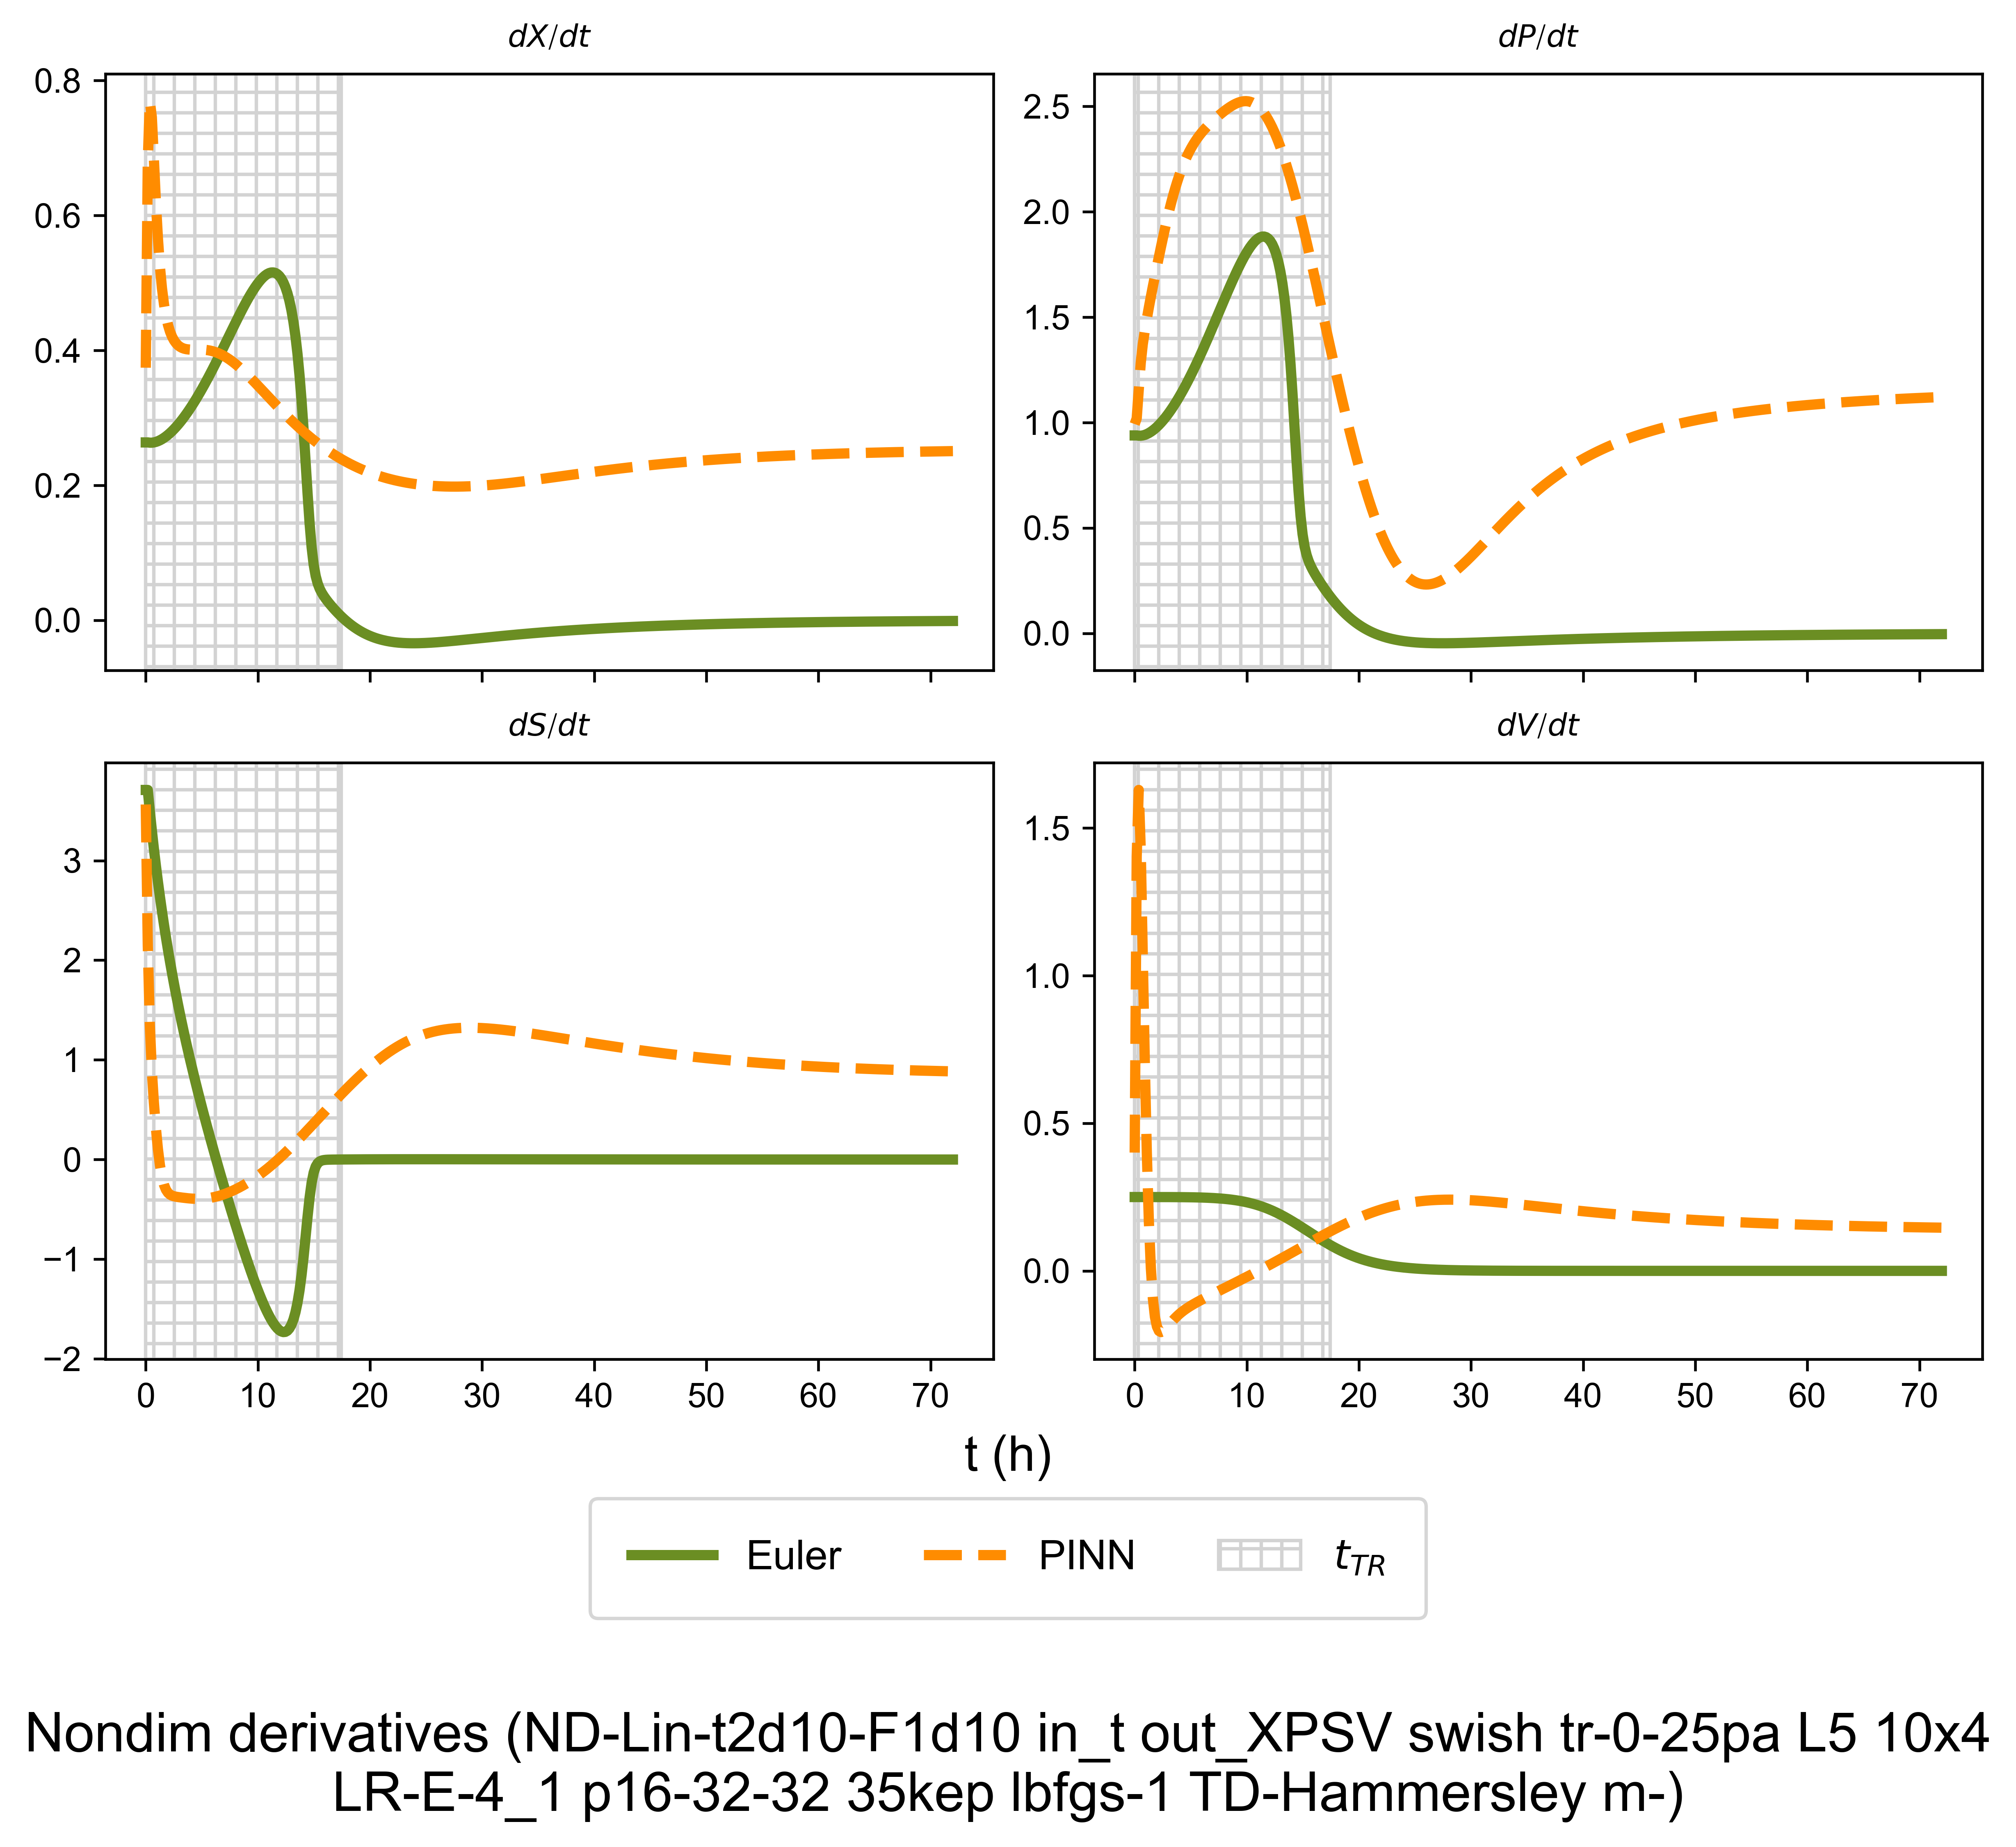 dX/dt
dP/dt
0.8
0.6
0.4
0.2
0.0
2.5
2.0
1.5
1.0
0.5
0.0
dS/dt
dV/dt
3
2
1
0
−1
−2
1.5
1.0
0.5
0.0
0 10 20 30 40 50 60 70
0 10 20 30 40 50 60 70
t (h)
Euler PINN t_TR
Nondim derivatives (ND-Lin-t2d10-F1d10 in_t out_XPSV swish tr-0-25pa L5 10x4
LR-E-4_1 p16-32-32 35kep lbfgs-1 TD-Hammersley m-)